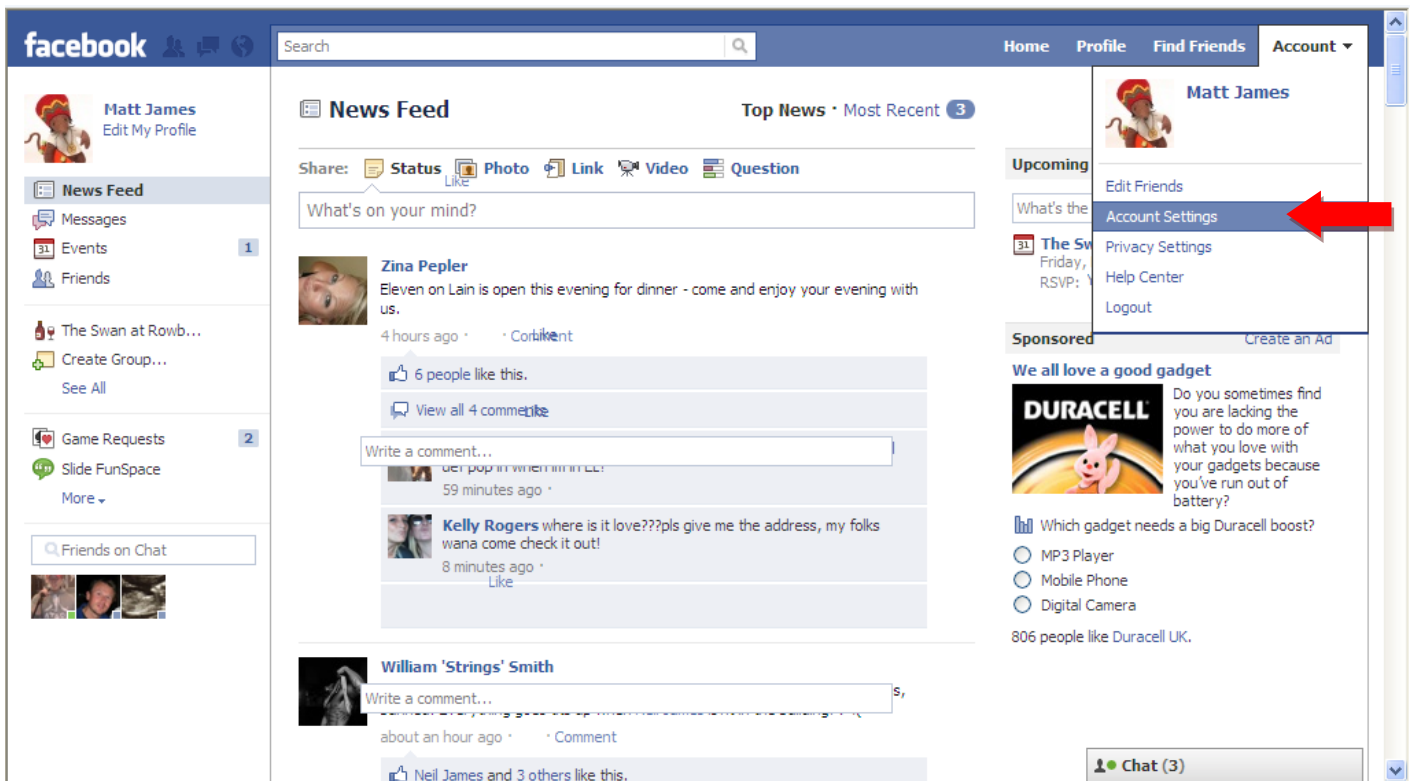 facebook
Search
Home Profile Find Friends Account
Matt James
Edit My Profile
News Feed
Messages
31 Events 1
Friends
The Swan at Rowb...
Create Group...
See All
Game Requests 2
Slide FunSpace
More
Friends on Chat
News Feed
Top News · Most Recent 3
Share: Status Photo Link Video Question
Like
What's on your mind?
Zina Pepler
Eleven on Lain is open this evening for dinner - come and enjoy your evening with
us.
4 hours ago · · Comment
Like
6 people like this.
View all 4 comments
Like
Write a comment...
pop in when im in
59 minutes ago ·
Kelly Rogers where is it love???pls give me the address, my folks
wana come check it out!
8 minutes ago ·
Like
William 'Strings' Smith
Write a comment...
about an hour ago · · Comment
Neil James and 3 others like this.
Matt James
Edit Friends
Account Settings
Privacy Settings
Help Center
Logout
Upcoming
What's the
31 The Sw
Friday,
RSVP:
Sponsored
Create an Ad
We all love a good gadget
DURACELL
Do you sometimes find
you are lacking the
power to do more of
what you love with
your gadgets because
you've run out of
battery?
Which gadget needs a big Duracell boost?
MP3 Player
Mobile Phone
Digital Camera
806 people like Duracell UK.
Chat (3)